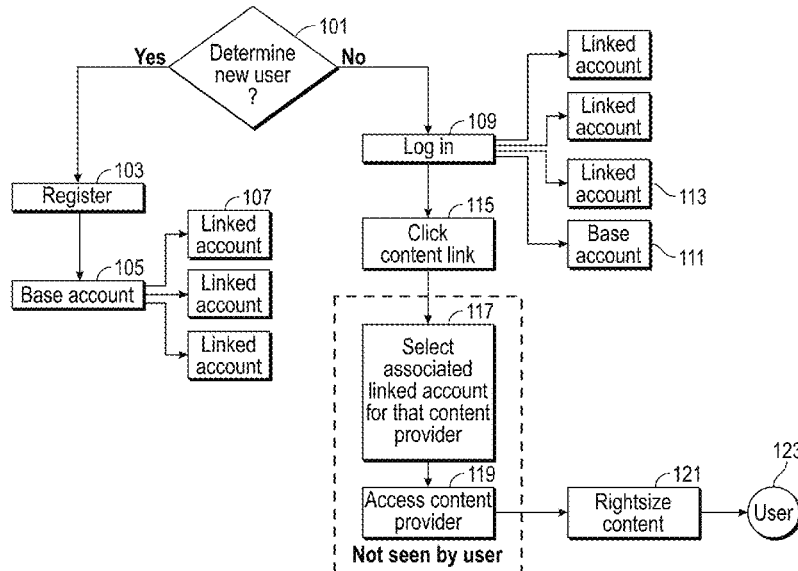 101
Yes
Determine
new user
?
No
Linked
account
Linked
account
109
Log in
Linked
account
113
103
Register
107
Linked
account
115
Click
content link
Base
account
111
105
Base account
Linked
account
Linked
account
117
Select
associated
linked account
for that content
provider
119
Access content
provider
Not seen by user
121
Rightsize
content
123
User